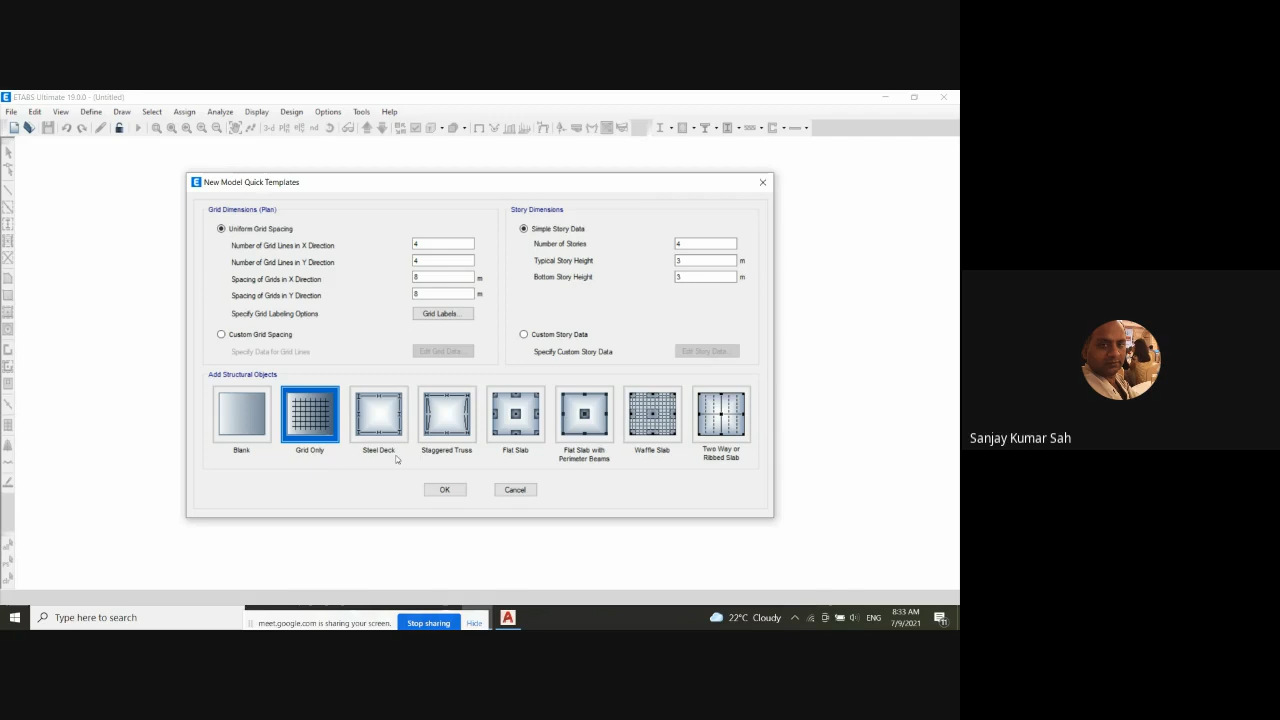 ETABS Ultimate 19.0.0 - (Untitled)
File Edit View Define Draw Select Assign Analyze Display Design Options Tools Help
3-d
nd
New Model Quick Templates
Grid Dimensions (Plan)
Uniform Grid Spacing
Number of Grid Lines in X Direction 4
Number of Grid Lines in Y Direction 4
Spacing of Grids in X Direction 8 m
Spacing of Grids in Y Direction 8 m
Specify Grid Labeling Options Grid Labels...
Custom Grid Spacing
Specify Data for Grid Lines Edit Grid Data...
Story Dimensions
Simple Story Data
Number of Stories 4
Typical Story Height 3 m
Bottom Story Height 3 m
Custom Story Data
Specify Custom Story Data Edit Story Data...
Add Structural Objects
Blank
Grid Only
Steel Deck
Staggered Truss
Flat Slab
Flat Slab with
Perimeter Beams
Waffle Slab
Two Way or
Ribbed Slab
OK Cancel
Sanjay Kumar Sah
Type here to search
meet.google.com is sharing your screen. Stop sharing Hide
A
22°C Cloudy ENG
8:33 AM
7/9/2021